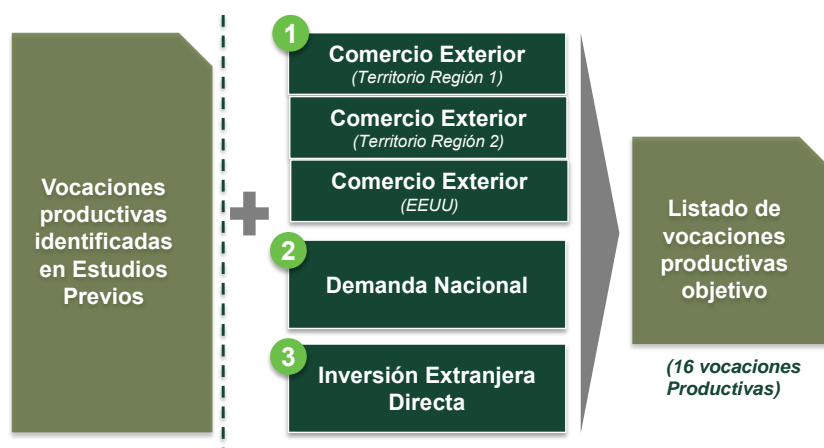 Vocaciones
productivas
identificadas
en Estudios
Previos
1
Comercio Exterior
(Territorio Región 1)
Comercio Exterior
(Territorio Región 2)
Comercio Exterior
(EEUU)
2
Demanda Nacional
3
Inversión Extranjera
Directa
Listado de
vocaciones
productivas
objetivo
(16 vocaciones
Productivas)